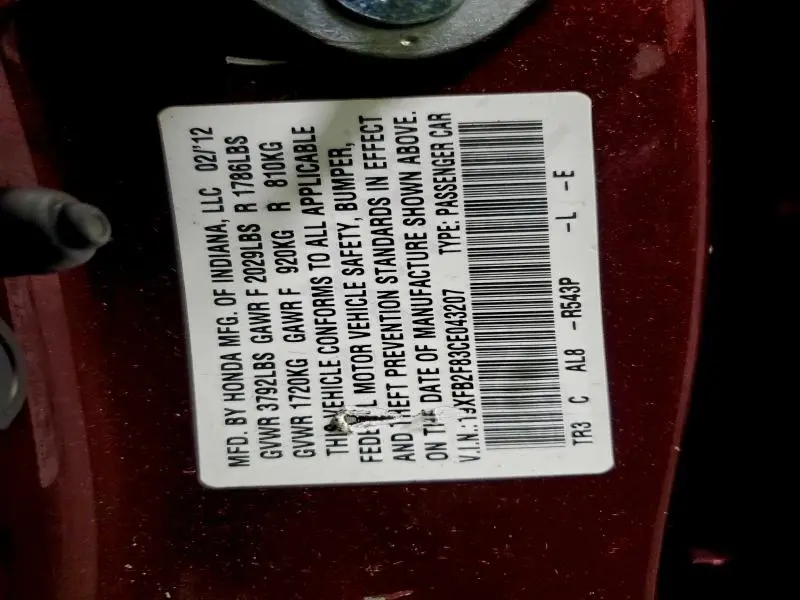 MFD. BY HONDA MFG. OF INDIANA, LLC 02/'12
GVWR 3792LBS GAWR F 2029LBS R 1786LBS
GVWR 1720KG GAWR F 920KG R 810KG
THIS VEHICLE CONFORMS TO ALL APPLICABLE
FEDERAL MOTOR VEHICLE SAFETY, BUMPER,
AND THEFT PREVENTION STANDARDS IN EFFECT
ON THE DATE OF MANUFACTURE SHOWN ABOVE.
V.I.N.: TYPE: PASSENGER CAR
TR3 C AL8 -R543P -L -E